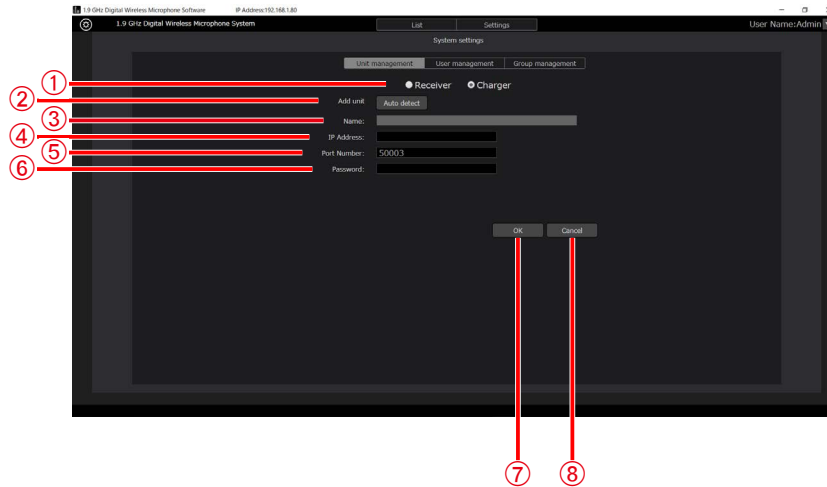 1.9 GHz Digital Wireless Microphone Software IP Address:192.168.1.80
1.9 GHz Digital Wireless Microphone System List Settings User Name:Admin
System settings
Unit management User management Group management
① Receiver Charger
② Add unit Auto detect
③ Name:
④ IP Address:
⑤ Port Number: 50003
⑥ Password:
OK Cancel
⑦ ⑧